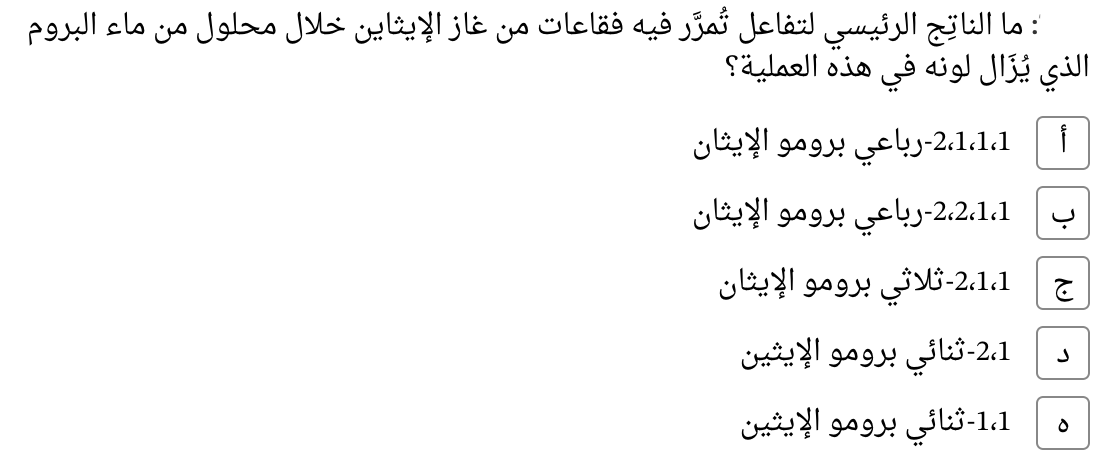 : ما الناتِج الرئيسي لتفاعل تُمرَّر فيه فقاعات من غاز الإيثاين خلال محلول من ماء البروم
الذي يُزَال لونه في هذه العملية؟
أ 2،1،1،1-رباعي برومو الإيثان
ب 2،2،1،1-رباعي برومو الإيثان
ج 2،1،1-ثلاثي برومو الإيثان
د 2،1-ثنائي برومو الإيثين
ه 1،1-ثنائي برومو الإيثين